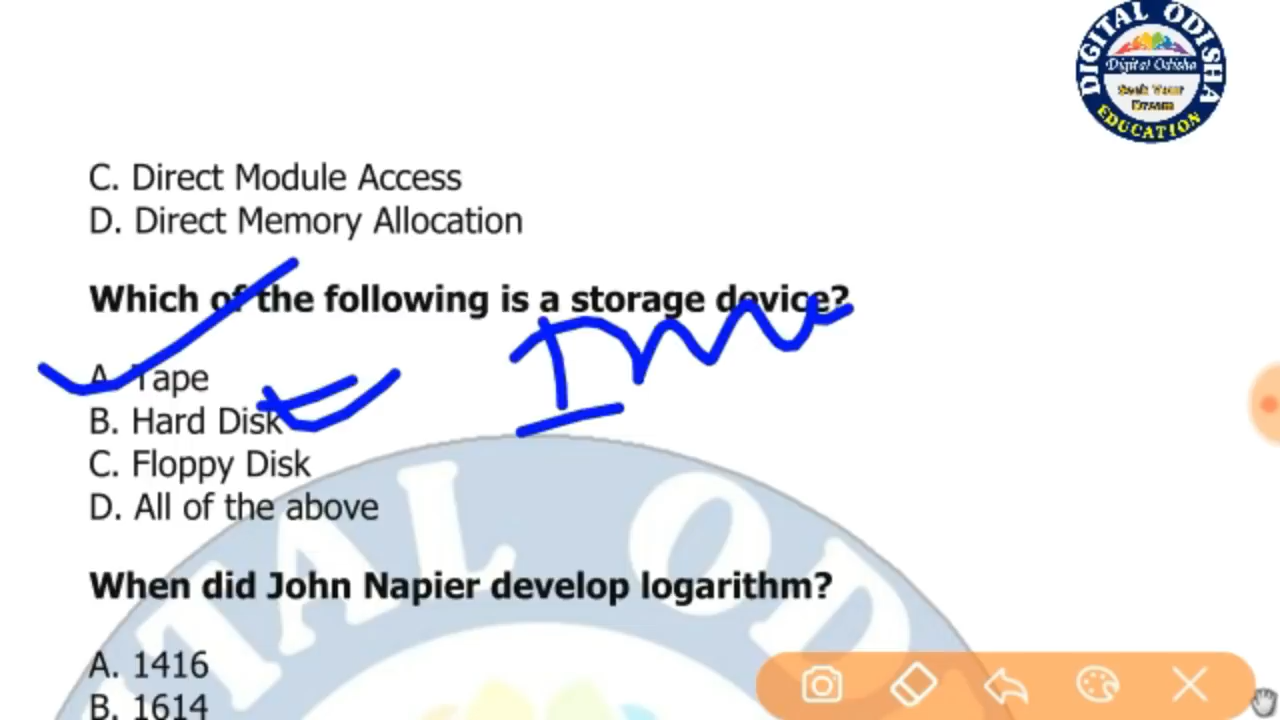 DIGITAL ODISHA
Digital Odisha
Seek Your
Dream
EDUCATION
C. Direct Module Access
D. Direct Memory Allocation
Which of the following is a storage device?
A. Tape
B. Hard Disk
C. Floppy Disk
D. All of the above
When did John Napier develop logarithm?
A. 1416
B. 1614